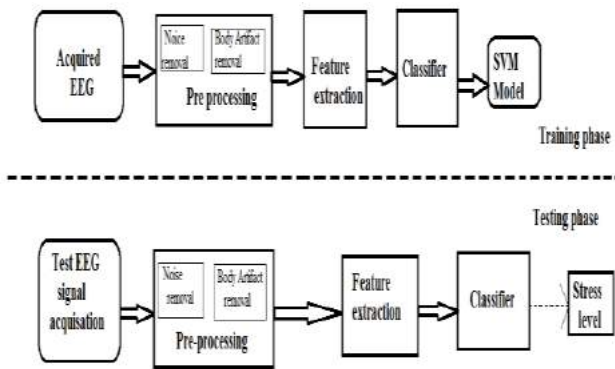 Acquired
EEG
Noise
removal
Body Artifact
removal
Pre processing
Feature
extraction
Classifier
SVM
Model
Training phase
Testing phase
Test EEG
signal
acquisation
Noise
removal
Body Artifact
removal
Pre-processing
Feature
extraction
Classifier
Stress
level